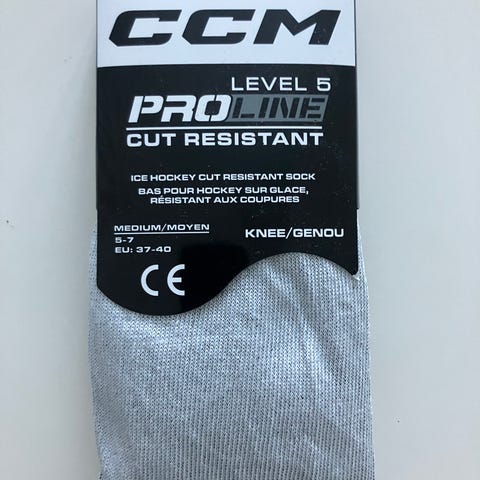 CCM
LEVEL 5
PROLINE
CUT RESISTANT
ICE HOCKEY CUT RESISTANT SOCK
BAS POUR HOCKEY SUR GLACE,
RÉSISTANT AUX COUPURES
MEDIUM/MOYEN
5-7
EU: 37-40
KNEE/GENOU
CE